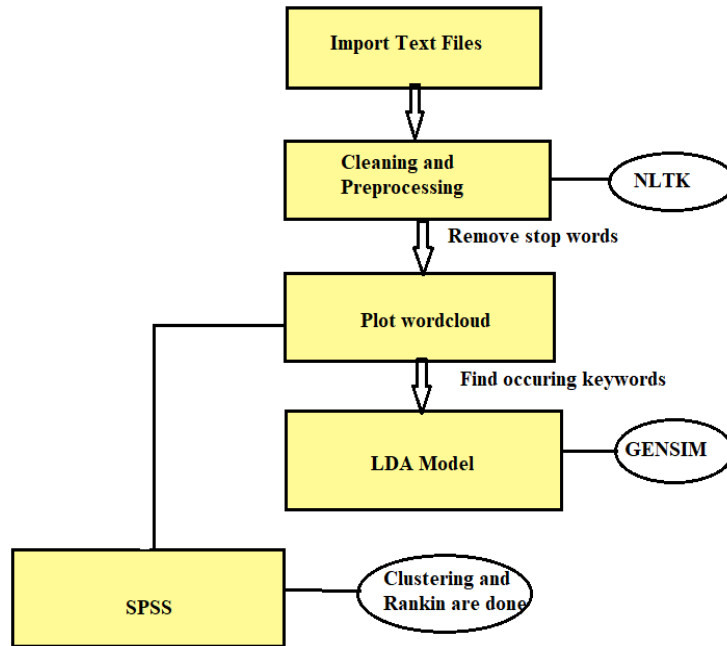 Import Text Files
Cleaning and
Preprocessing
NLTK
Remove stop words
Plot wordcloud
Find occuring keywords
LDA Model
GENSIM
SPSS
Clustering and
Rankin are done